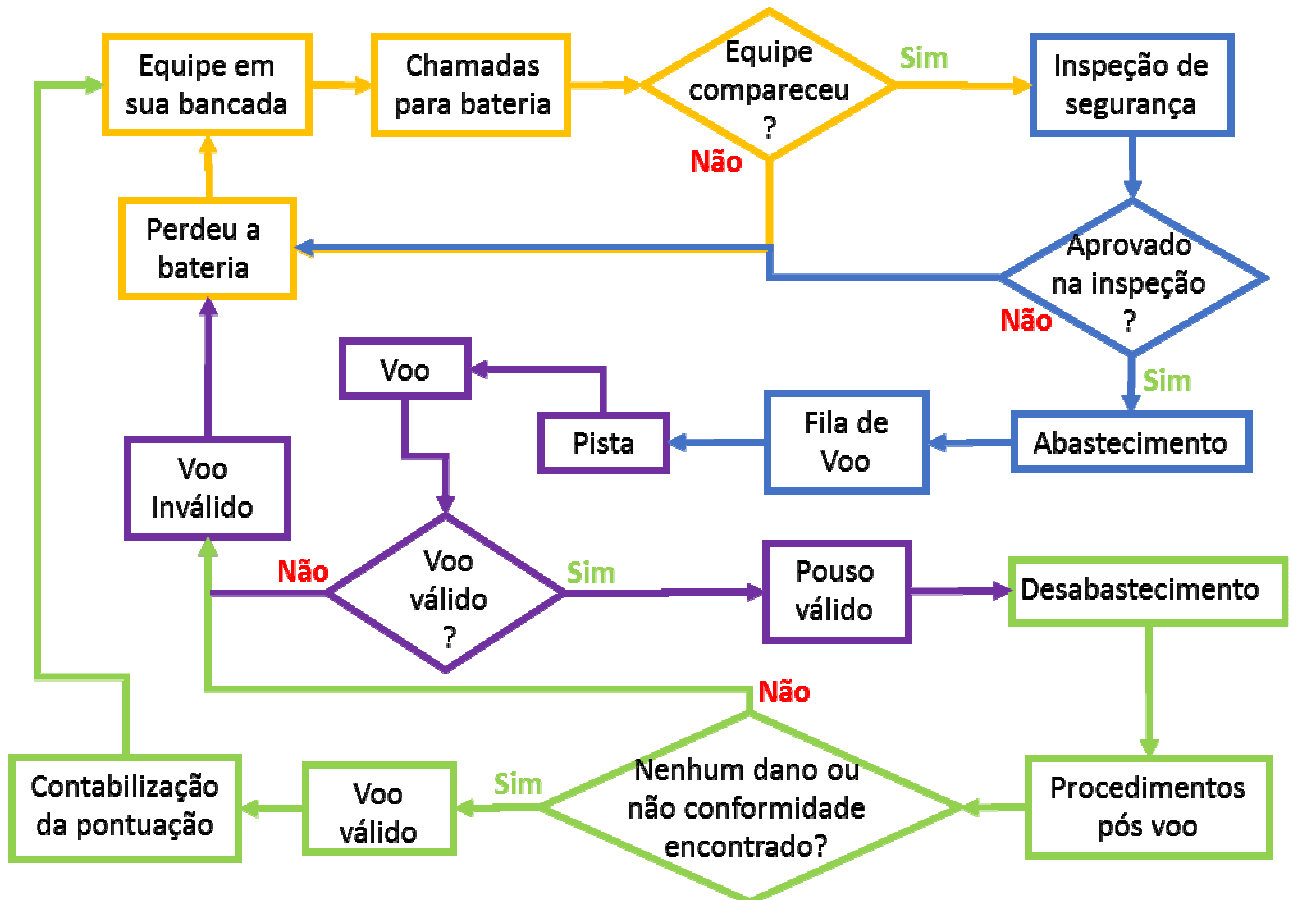 Equipe em
sua bancada
Chamadas
para bateria
Equipe
compareceu
?
Sim
Não
Inspeção de
segurança
Perdeu a
bateria
Aprovado
na inspeção
?
Não
Sim
Voo
Pista
Fila de
Voo
Abastecimento
Voo
Inválido
Não
Voo
válido
?
Sim
Pouso
válido
Desabastecimento
Não
Contabilização
da pontuação
Voo
válido
Sim
Nenhum dano ou
não conformidade
encontrado?
Procedimentos
pós voo